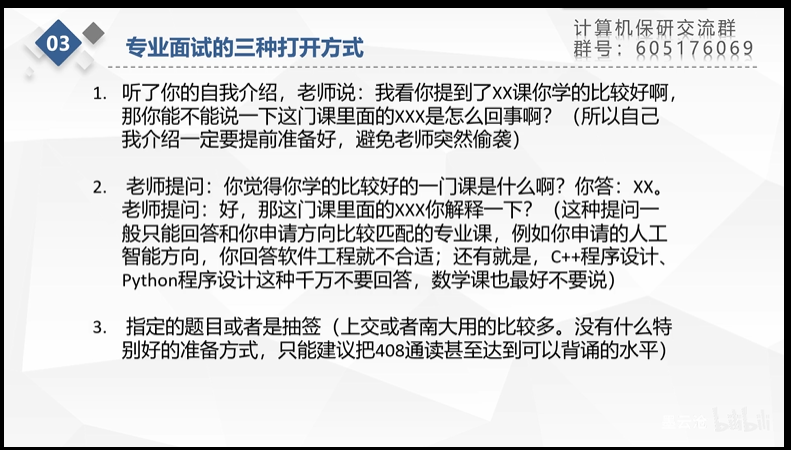 03
专业面试的三种打开方式
计算机保研交流群
群号：605176069
1. 听了你的自我介绍，老师说：我看你提到了XX课你学的比较好啊，
那你能不能说一下这门课里面的XXX是怎么回事啊？（所以自己
我介绍一定要提前准备好，避免老师突然偷袭）
2. 老师提问：你觉得你学的比较好的一门课是什么啊？你答：XX。
老师提问：好，那这门课里面的XXX你解释一下？（这种提问一
般只能回答和你申请方向比较匹配的专业课，例如你申请的人工
智能方向，你回答软件工程就不合适；还有就是，C++程序设计、
Python程序设计这种千万不要回答，数学课也最好不要说）
3. 指定的题目或者是抽签（上交或者南大用的比较多。没有什么特
别好的准备方式，只能建议把408通读甚至达到可以背诵的水平）
bilibili